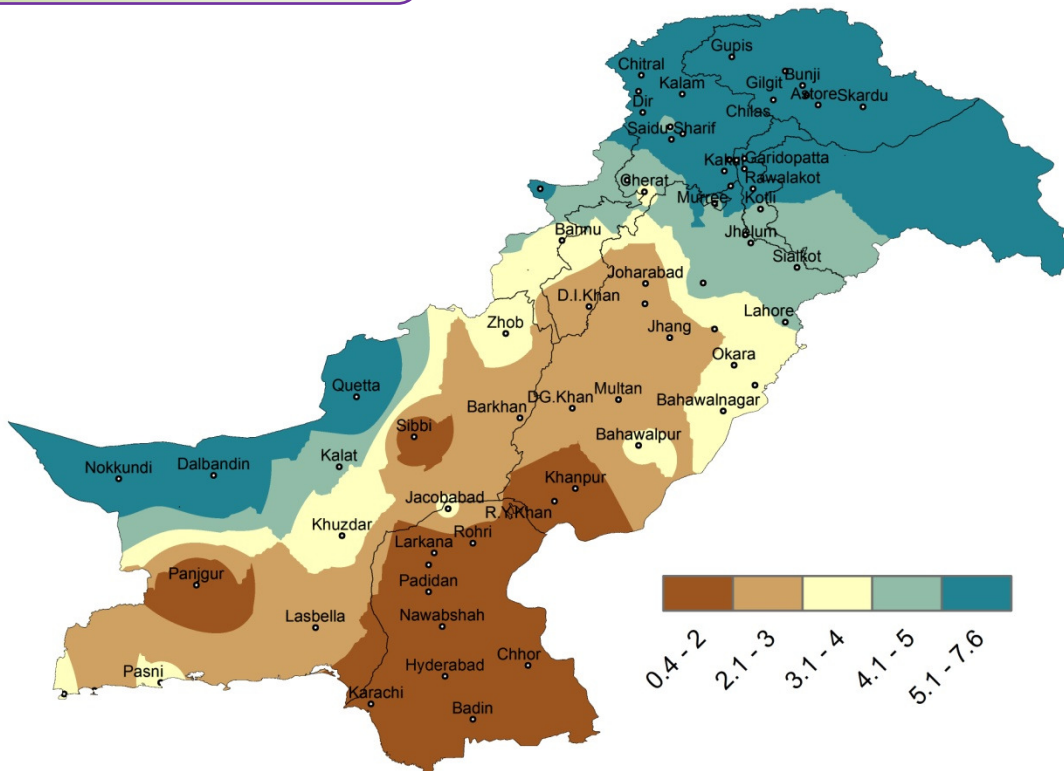 Gupis
Chitral
Bunji
Kalam
Gilgit
Astore
Skardu
Dir
Chilas
Saidu Sharif
Garidopatta
Rawalakot
Cherat
Murree
Kotli
Bannu
Jhelum
Sialkot
Joharabad
D.I.Khan
Lahore
Zhob
Jhang
Okara
Quetta
Multan
DG.Khan
Bahawalnagar
Barkhan
Sibbi
Bahawalpur
Kalat
Nokkundi
Dalbandin
Khanpur
Jacobabad
R.Y.Khan
Khuzdar
Rohri
Larkana
Panjgur
Padidan
Lasbella
Nawabshah
Chhor
Pasni
Hyderabad
Karachi
Badin
0.4 - 2
2.1 - 3
3.1 - 4
4.1 - 5
5.1 - 7.6